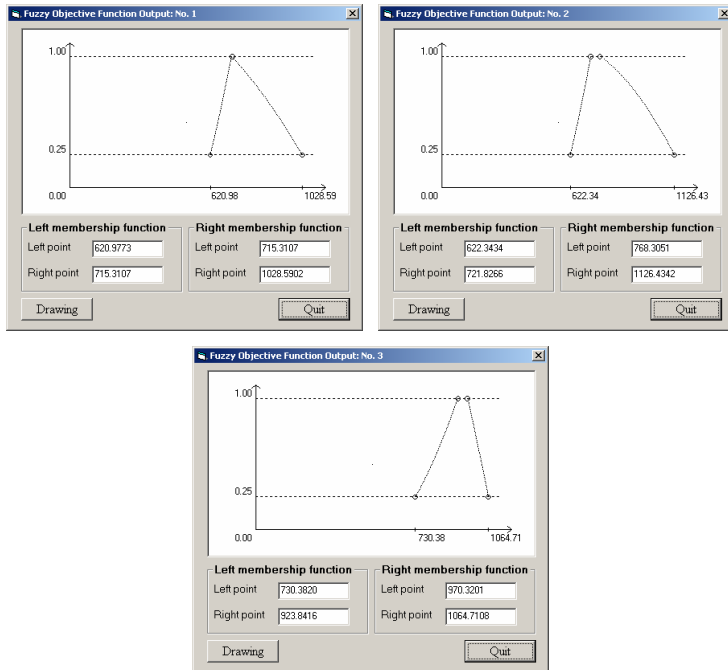 Fuzzy Objective Function Output: No. 1
1.00
0.25
0.00
620.98
1028.59
Left membership function
Left point 620.9773
Right point 715.3107
Right membership function
Left point 715.3107
Right point 1028.5902
Drawing
Quit
Fuzzy Objective Function Output: No. 2
1.00
0.25
0.00
622.34
1126.43
Left membership function
Left point 622.3434
Right point 721.8266
Right membership function
Left point 768.3051
Right point 1126.4342
Drawing
Quit
Fuzzy Objective Function Output: No. 3
1.00
0.25
0.00
730.38
1064.71
Left membership function
Left point 730.3820
Right point 923.8416
Right membership function
Left point 970.3201
Right point 1064.7108
Drawing
Quit